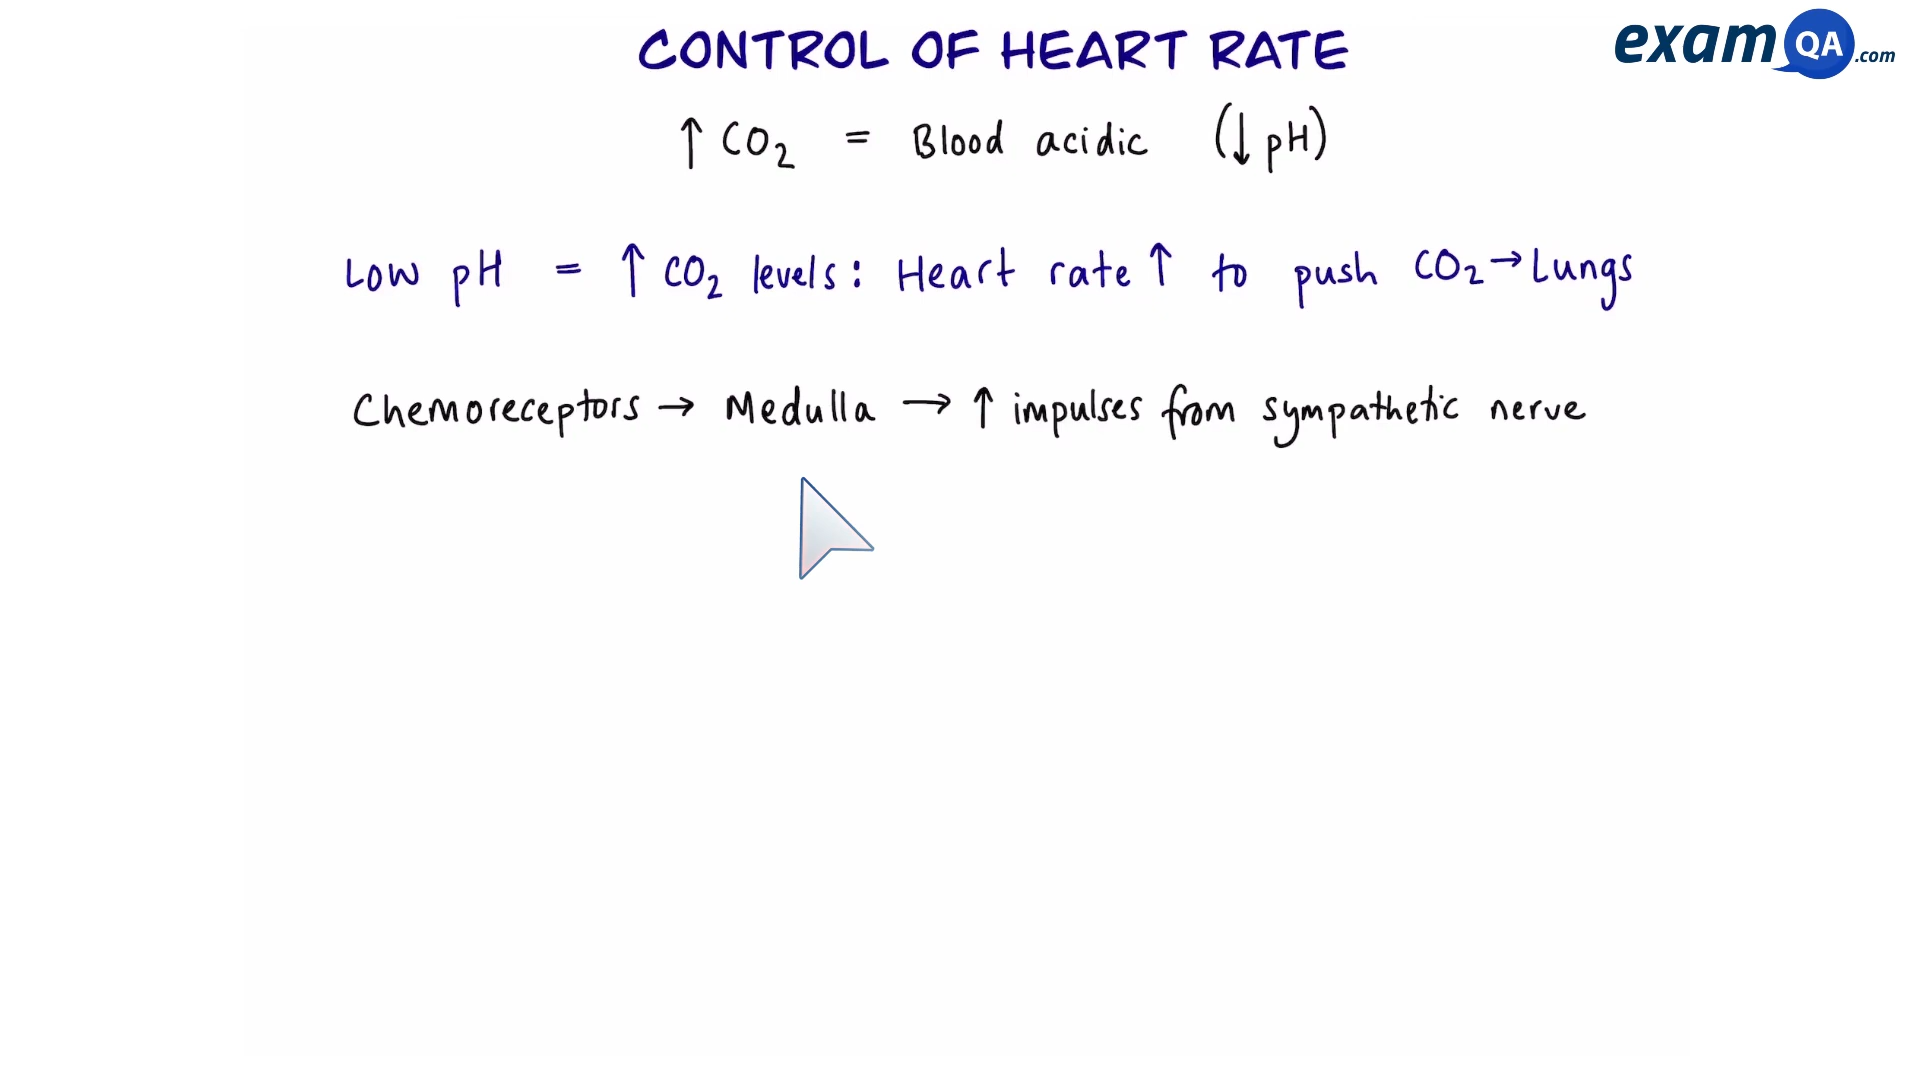 CONTROL OF HEART RATE
examQA.com
↑ CO₂ = Blood acidic (↓ pH)
Low pH = ↑ CO₂ levels: Heart rate ↑ to push CO₂ → Lungs
Chemoreceptors → Medulla → ↑ impulses from sympathetic nerve